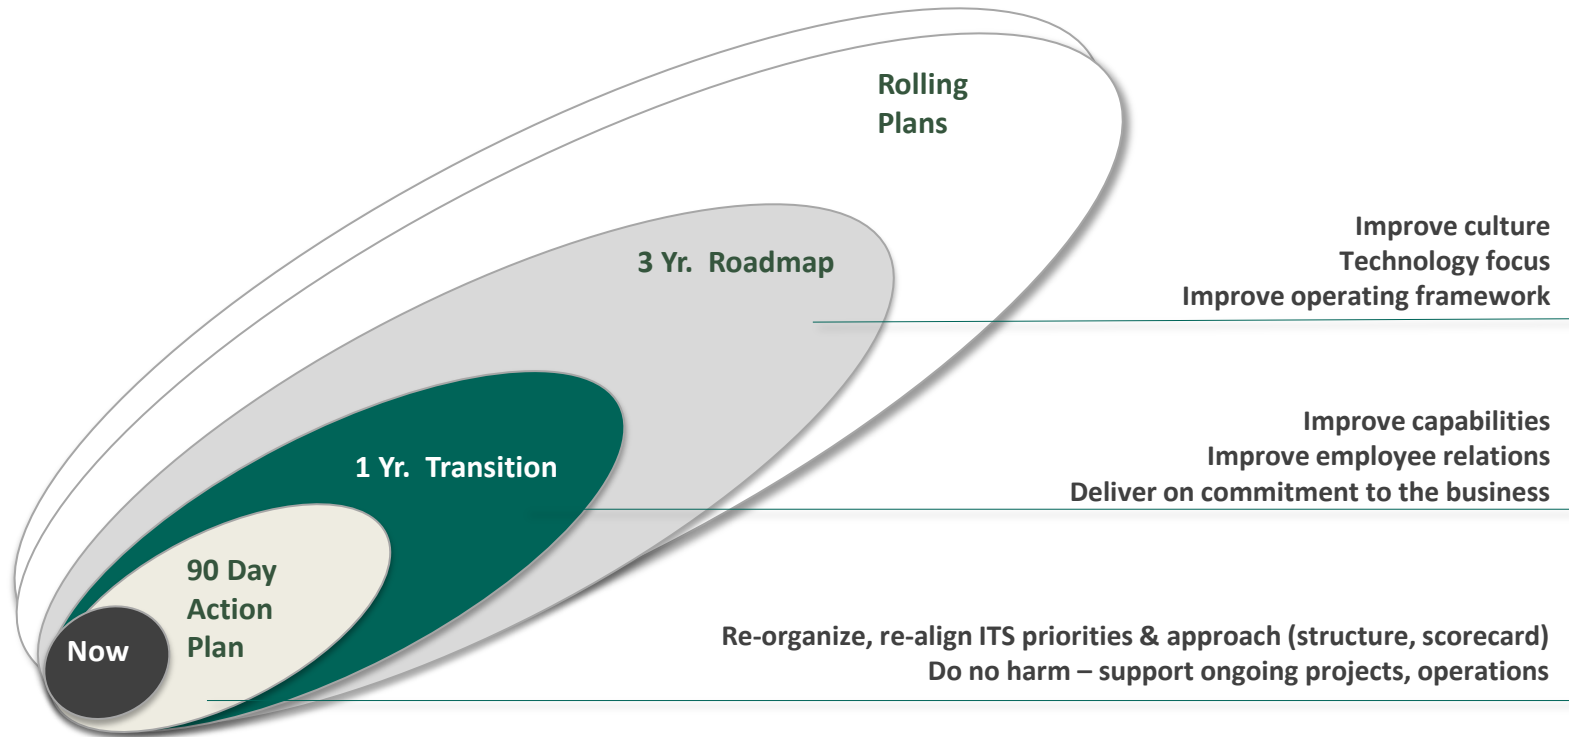 Rolling
Plans
3 Yr.  Roadmap
Improve culture
Technology focus
Improve operating framework
1 Yr.  Transition
Improve capabilities
Improve employee relations
Deliver on commitment to the business
90 Day
Action
Plan
Now
Re-organize, re-align ITS priorities & approach (structure, scorecard)
Do no harm – support ongoing projects, operations